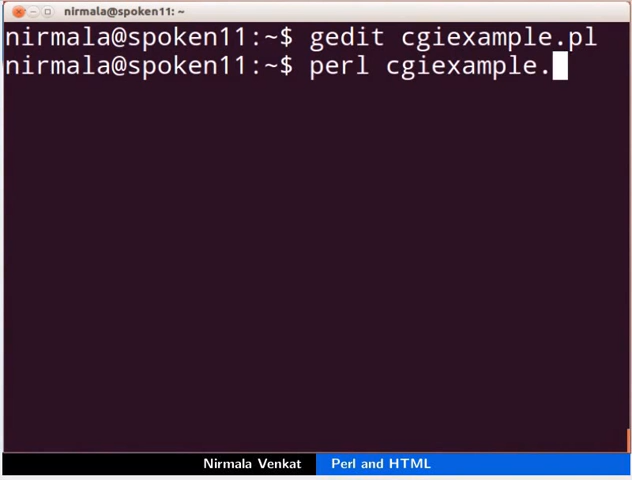 nirmala@spoken11: ~
nirmala@spoken11:~$ gedit cgiexample.pl
nirmala@spoken11:~$ perl cgiexample.
Nirmala Venkat Perl and HTML